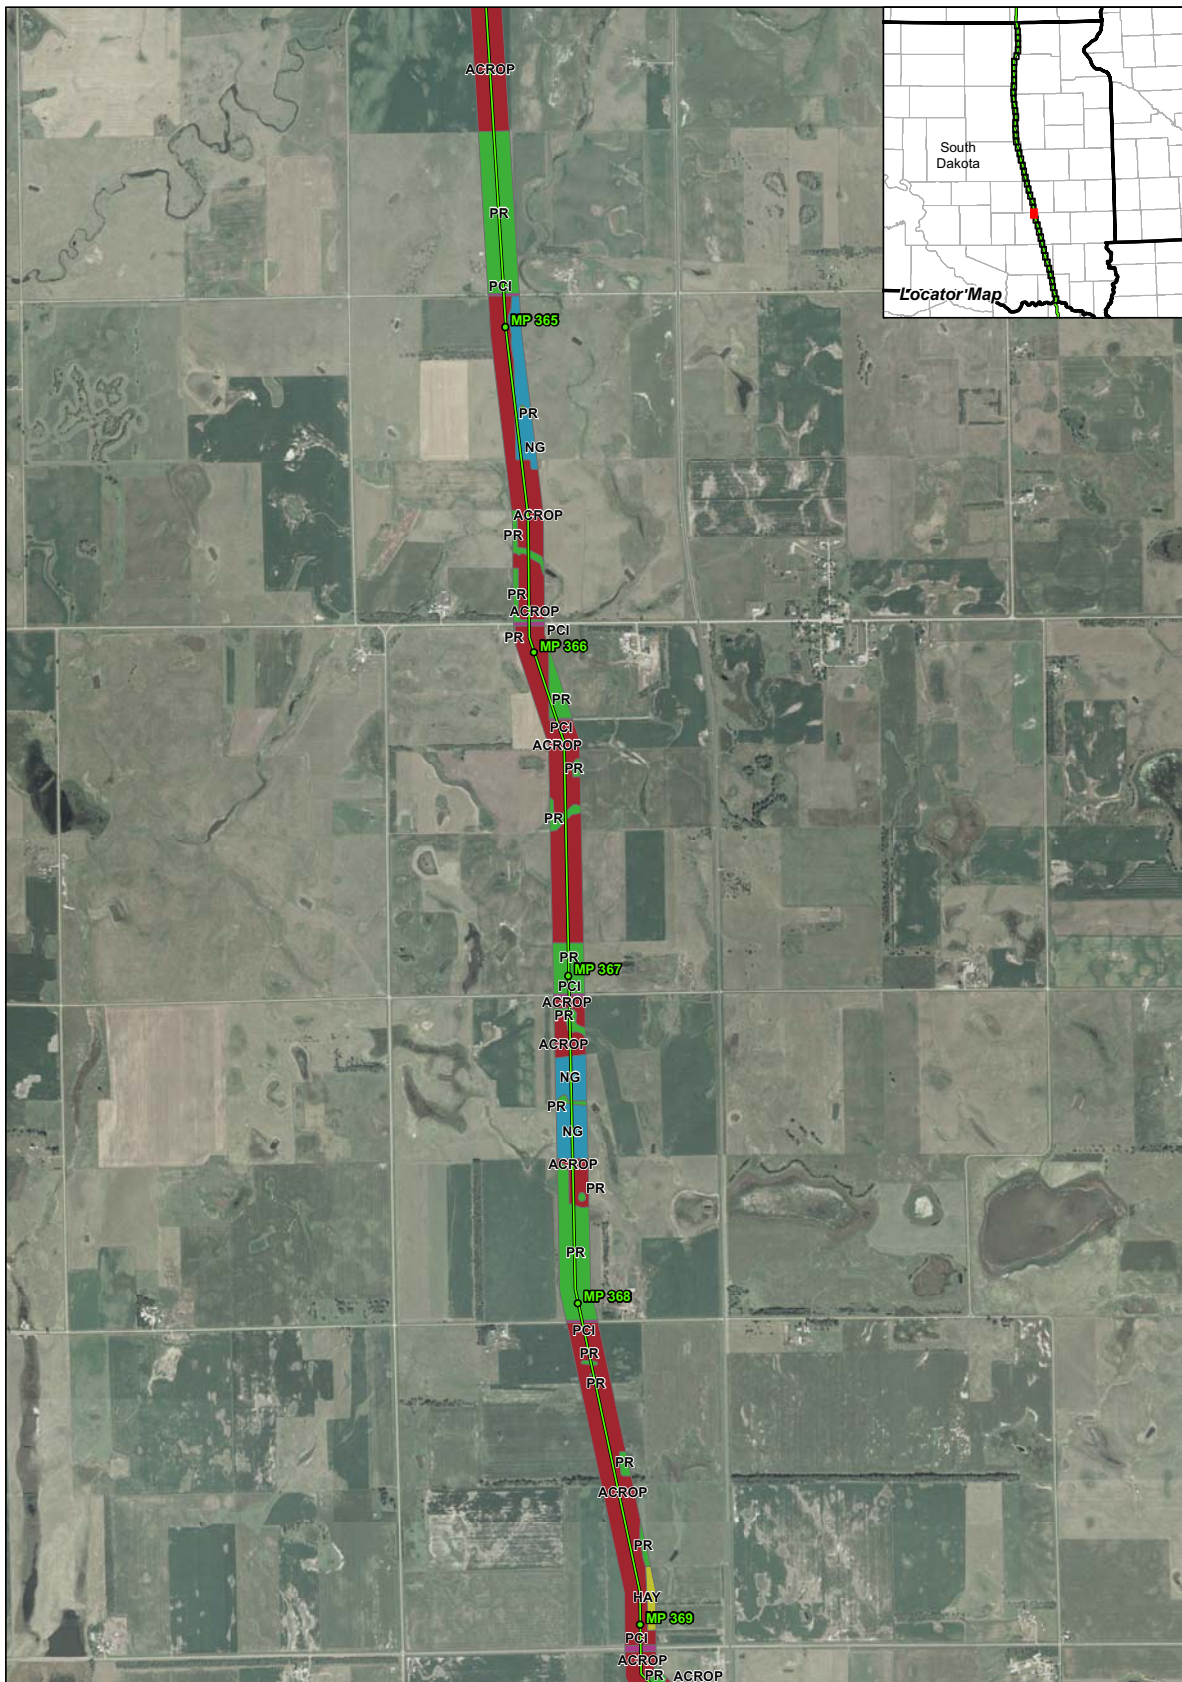 ACROP
South
Dakota
Locator Map
PR
PCI
MP 365
PR
NG
ACROP
PR
PR
ACROP
PCI
PR
MP 366
PR
PCI
ACROP
PR
PR
PR
MP 367
PCI
ACROP
PR
ACROP
NG
PR
NG
ACROP
PR
PR
MP 368
PCI
PR
PR
PR
ACROP
PR
HAY
MP 369
PCI
ACROP
PR
ACROP